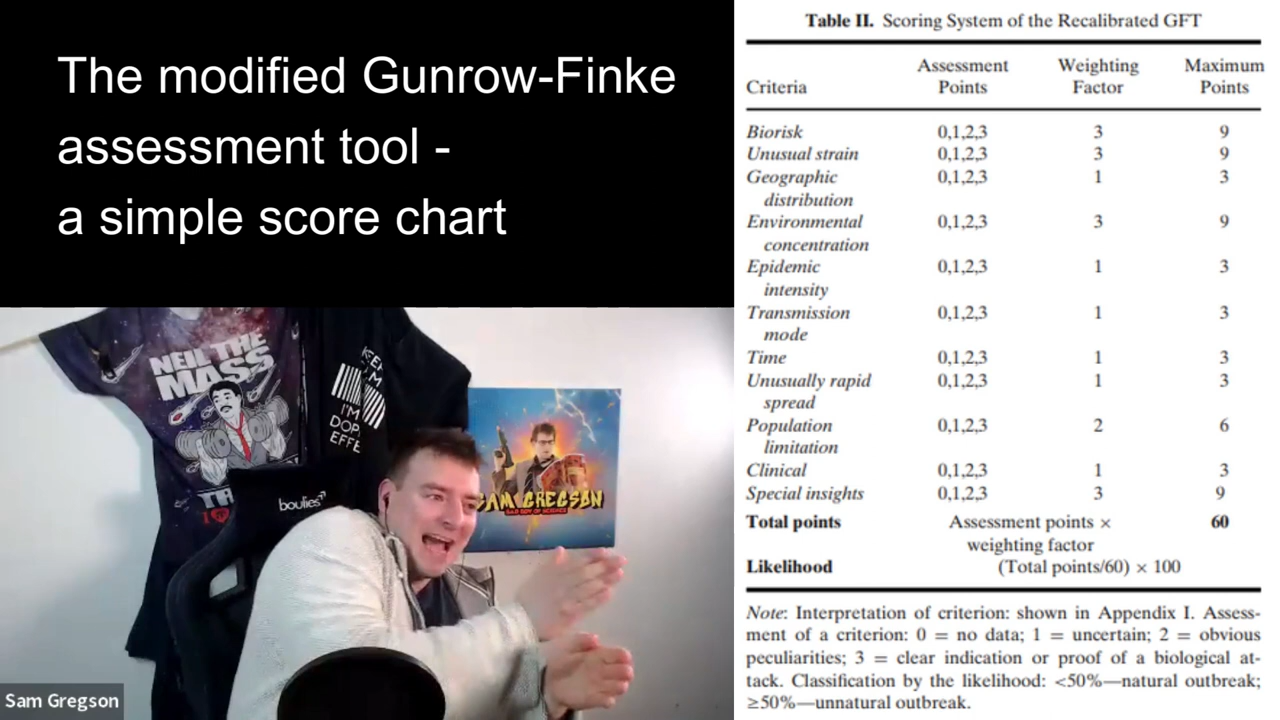 The modified Gunrow-Finke
assessment tool -
a simple score chart
NEIL THE
MASS
I'M
DOP
EFFE
boulies
SAM GREGSON
BAD BOY OF SCIENCE
Sam Gregson
Table II. Scoring System of the Recalibrated GFT
Criteria Assessment Points Weighting Factor Maximum Points
Biorisk 0,1,2,3 3 9
Unusual strain 0,1,2,3 3 9
Geographic 0,1,2,3 1 3
distribution
Environmental 0,1,2,3 3 9
concentration
Epidemic 0,1,2,3 1 3
intensity
Transmission 0,1,2,3 1 3
mode
Time 0,1,2,3 1 3
Unusually rapid 0,1,2,3 1 3
spread
Population 0,1,2,3 2 6
limitation
Clinical 0,1,2,3 1 3
Special insights 0,1,2,3 3 9
Total points Assessment points × 60
weighting factor
Likelihood (Total points/60) × 100
Note: Interpretation of criterion: shown in Appendix I. Assess-
ment of a criterion: 0 = no data; 1 = uncertain; 2 = obvious
peculiarities; 3 = clear indication or proof of a biological at-
tack. Classification by the likelihood: <50%—natural outbreak;
≥50%—unnatural outbreak.